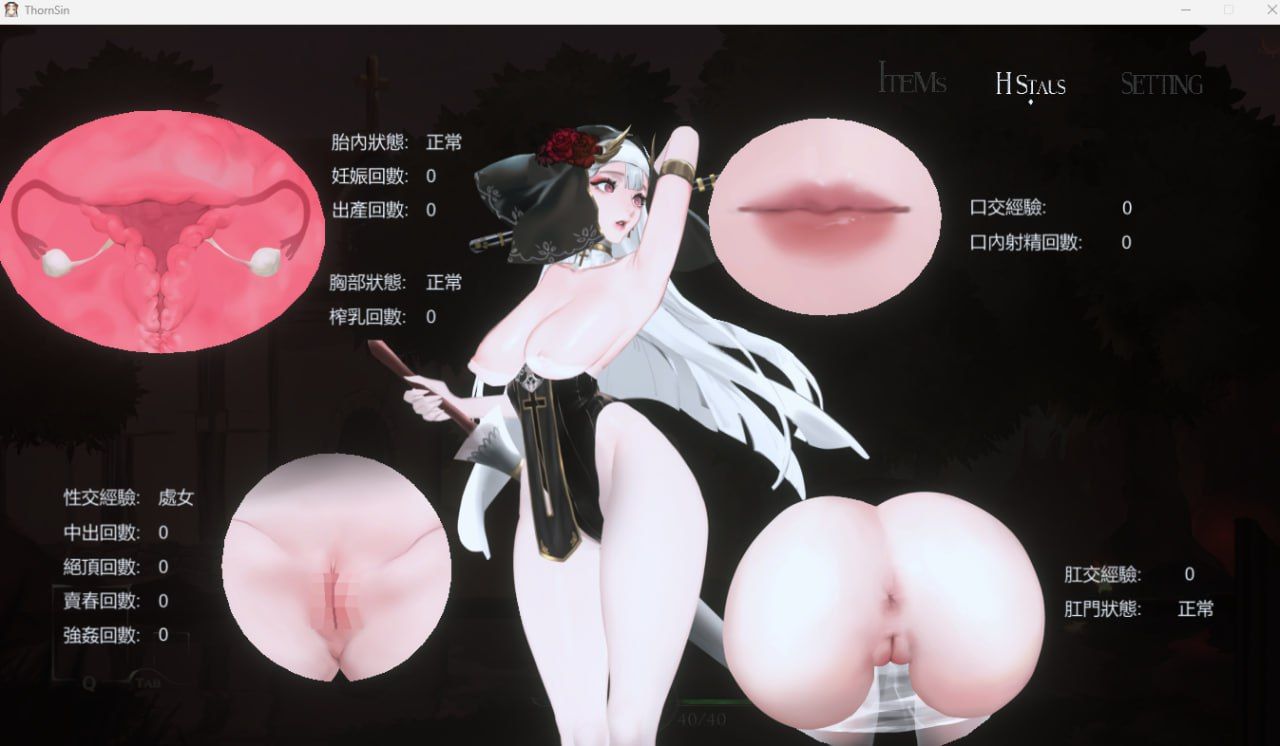 ThornSin
ITEMS
H STAUS
SETTING
胎內狀態: 正常
妊娠回數: 0
出產回數: 0
胸部狀態: 正常
榨乳回數: 0
口交經驗: 0
口內射精回數: 0
性交經驗: 處女
中出回數: 0
絕頂回數: 0
賣春回數: 0
強姦回數: 0
肛交經驗: 0
肛門狀態: 正常
Q
TAB
40/40